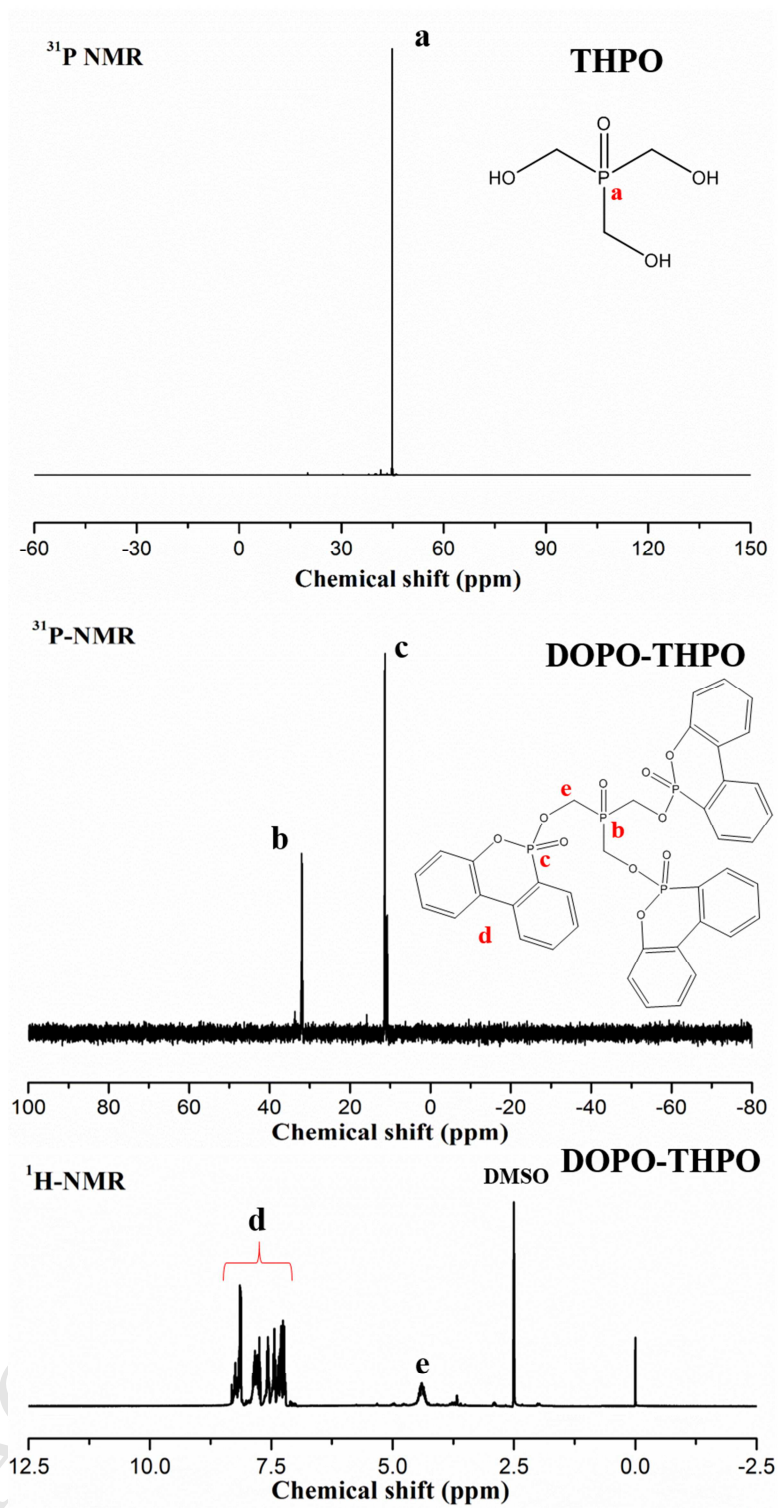 ³¹P NMR
a
THPO
O
HO
P
OH
a
OH
-60 -30 0 30 60 90 120 150
Chemical shift (ppm)
³¹P-NMR
c
DOPO-THPO
b
O
O
P
O
e
O
P
b
O
O
P
O
c
O
O
P
O
d
100 80 60 40 20 0 -20 -40 -60 -80
Chemical shift (ppm)
¹H-NMR
DMSO
DOPO-THPO
d
e
12.5 10.0 7.5 5.0 2.5 0.0 -2.5
Chemical shift (ppm)